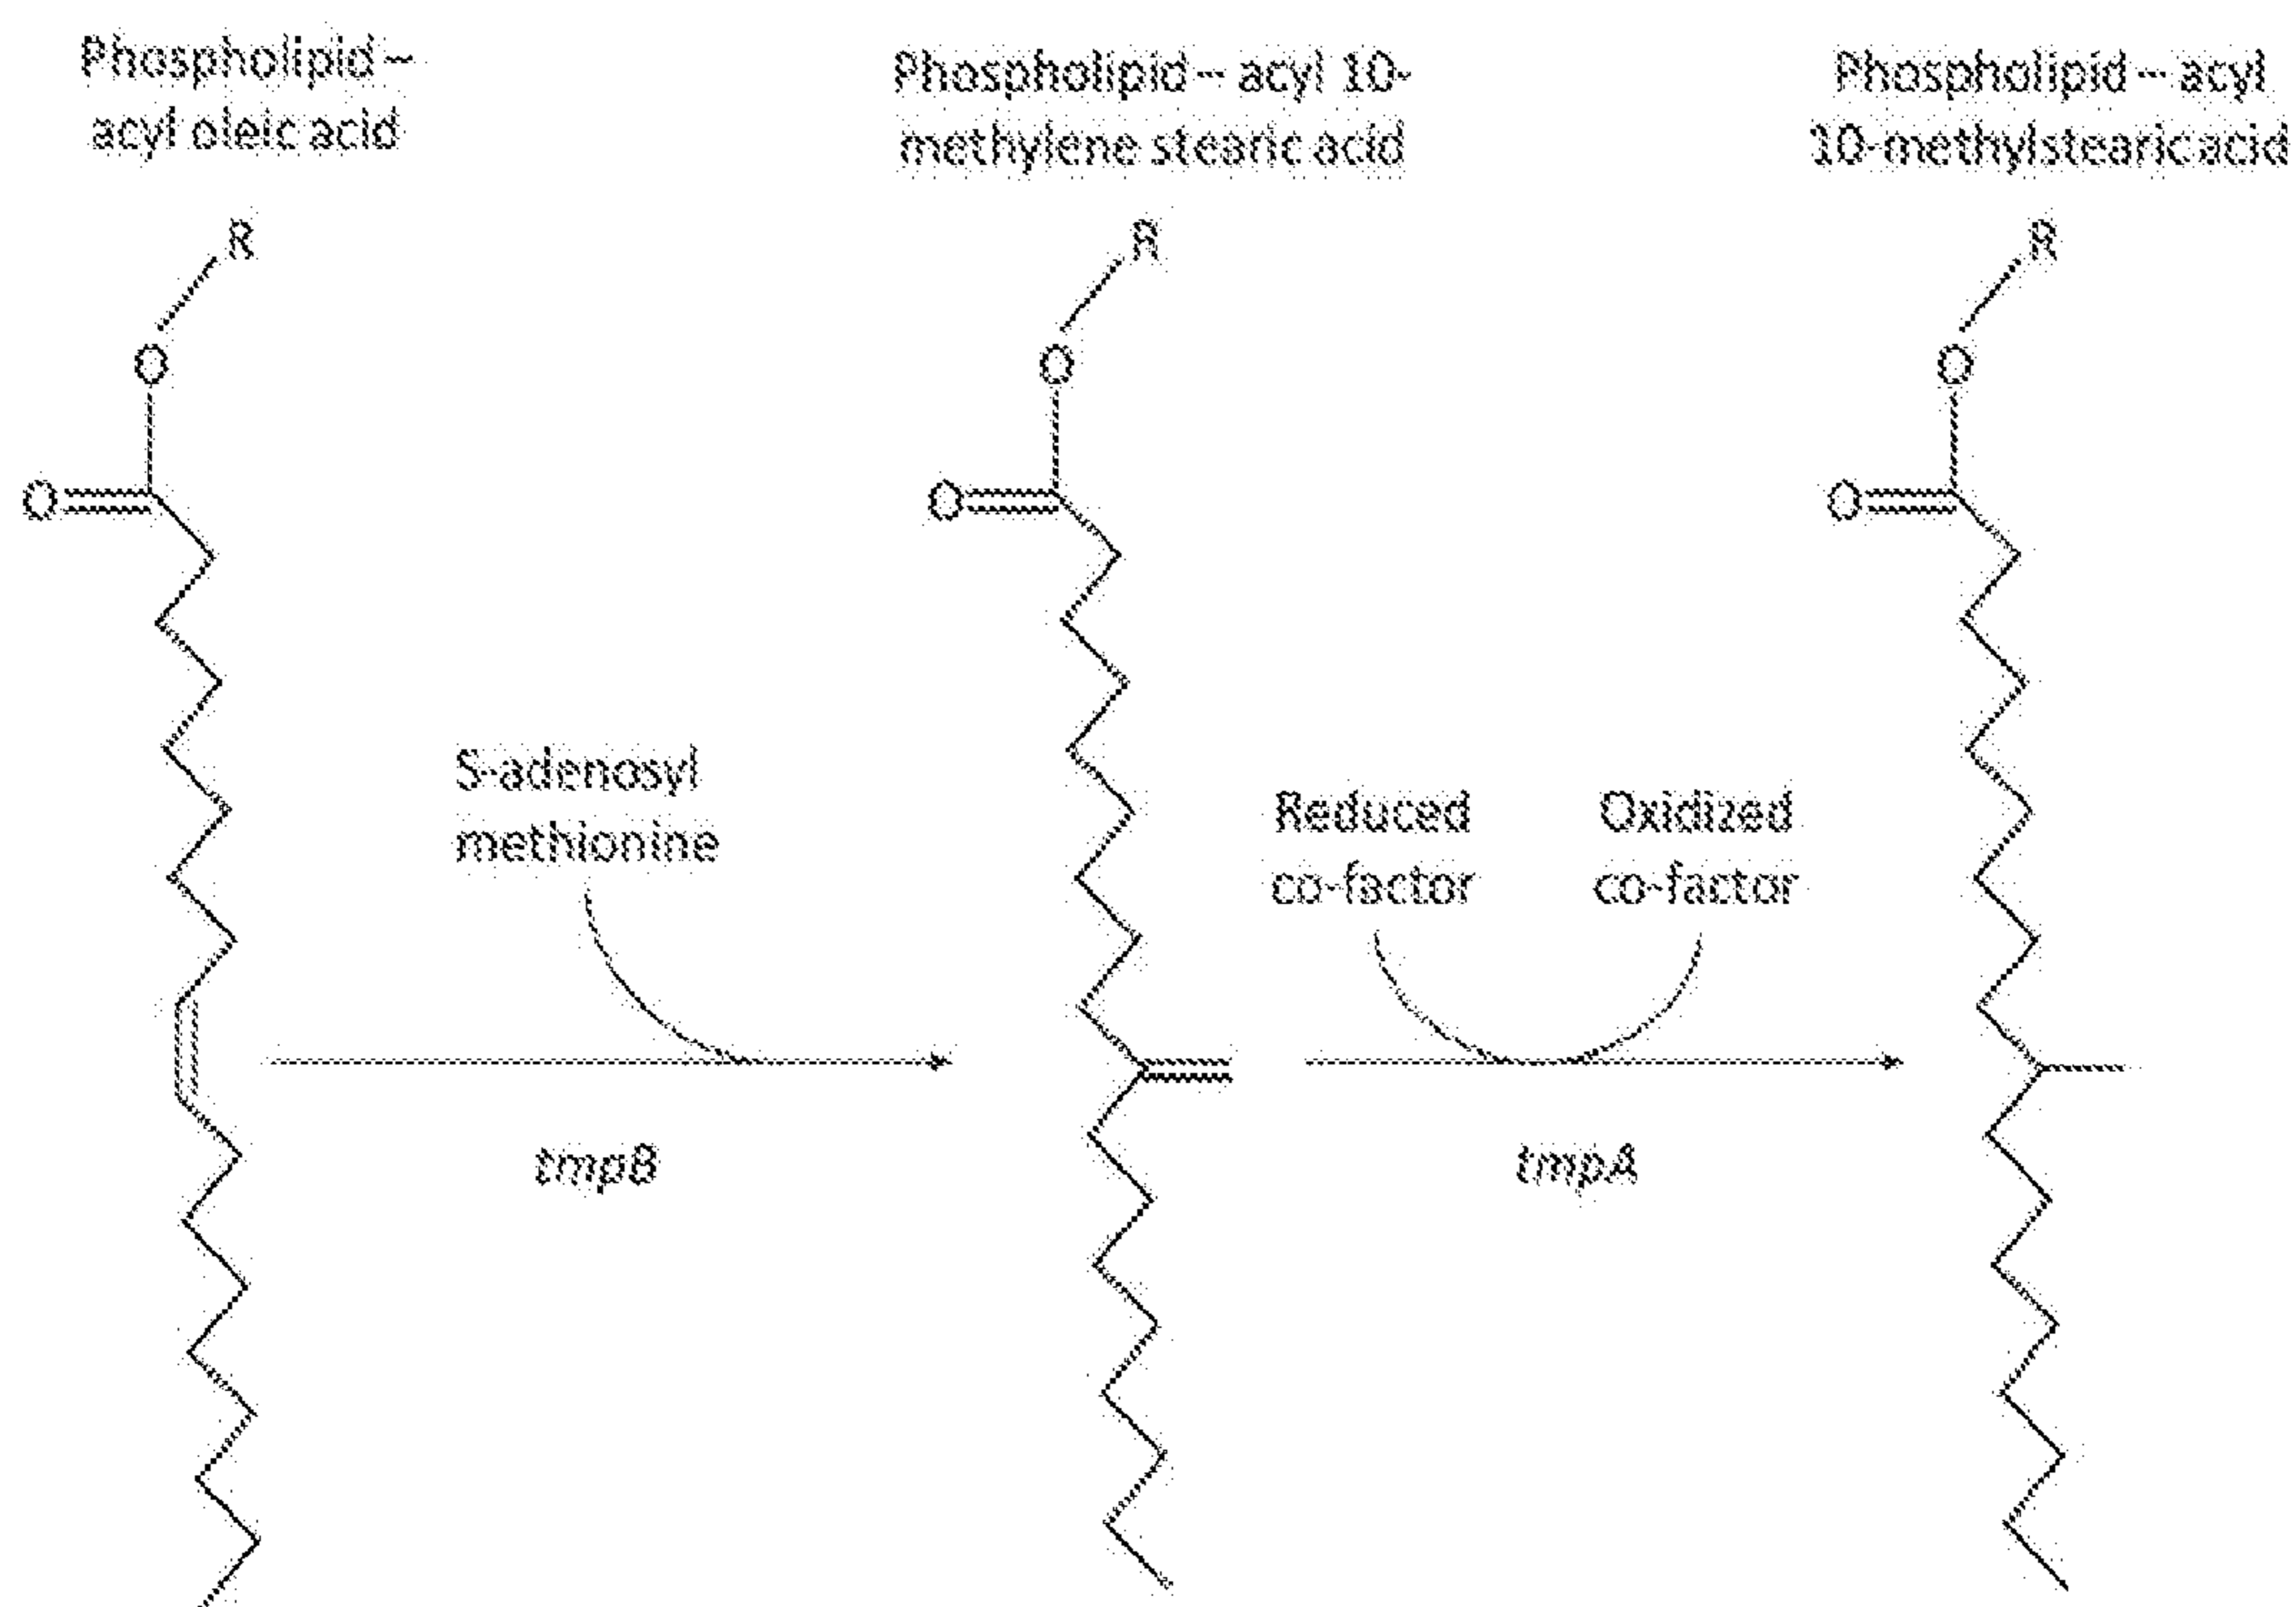 Phospholipid –
acyl oleic acid
Phospholipid – acyl 10-
methylene stearic acid
Phospholipid – acyl
10-methylstearic acid
R
R
R
O
O
O
O
O
O
S-adenosyl
methionine
Reduced
co-factor
Oxidized
co-factor
tmpB
tmpA